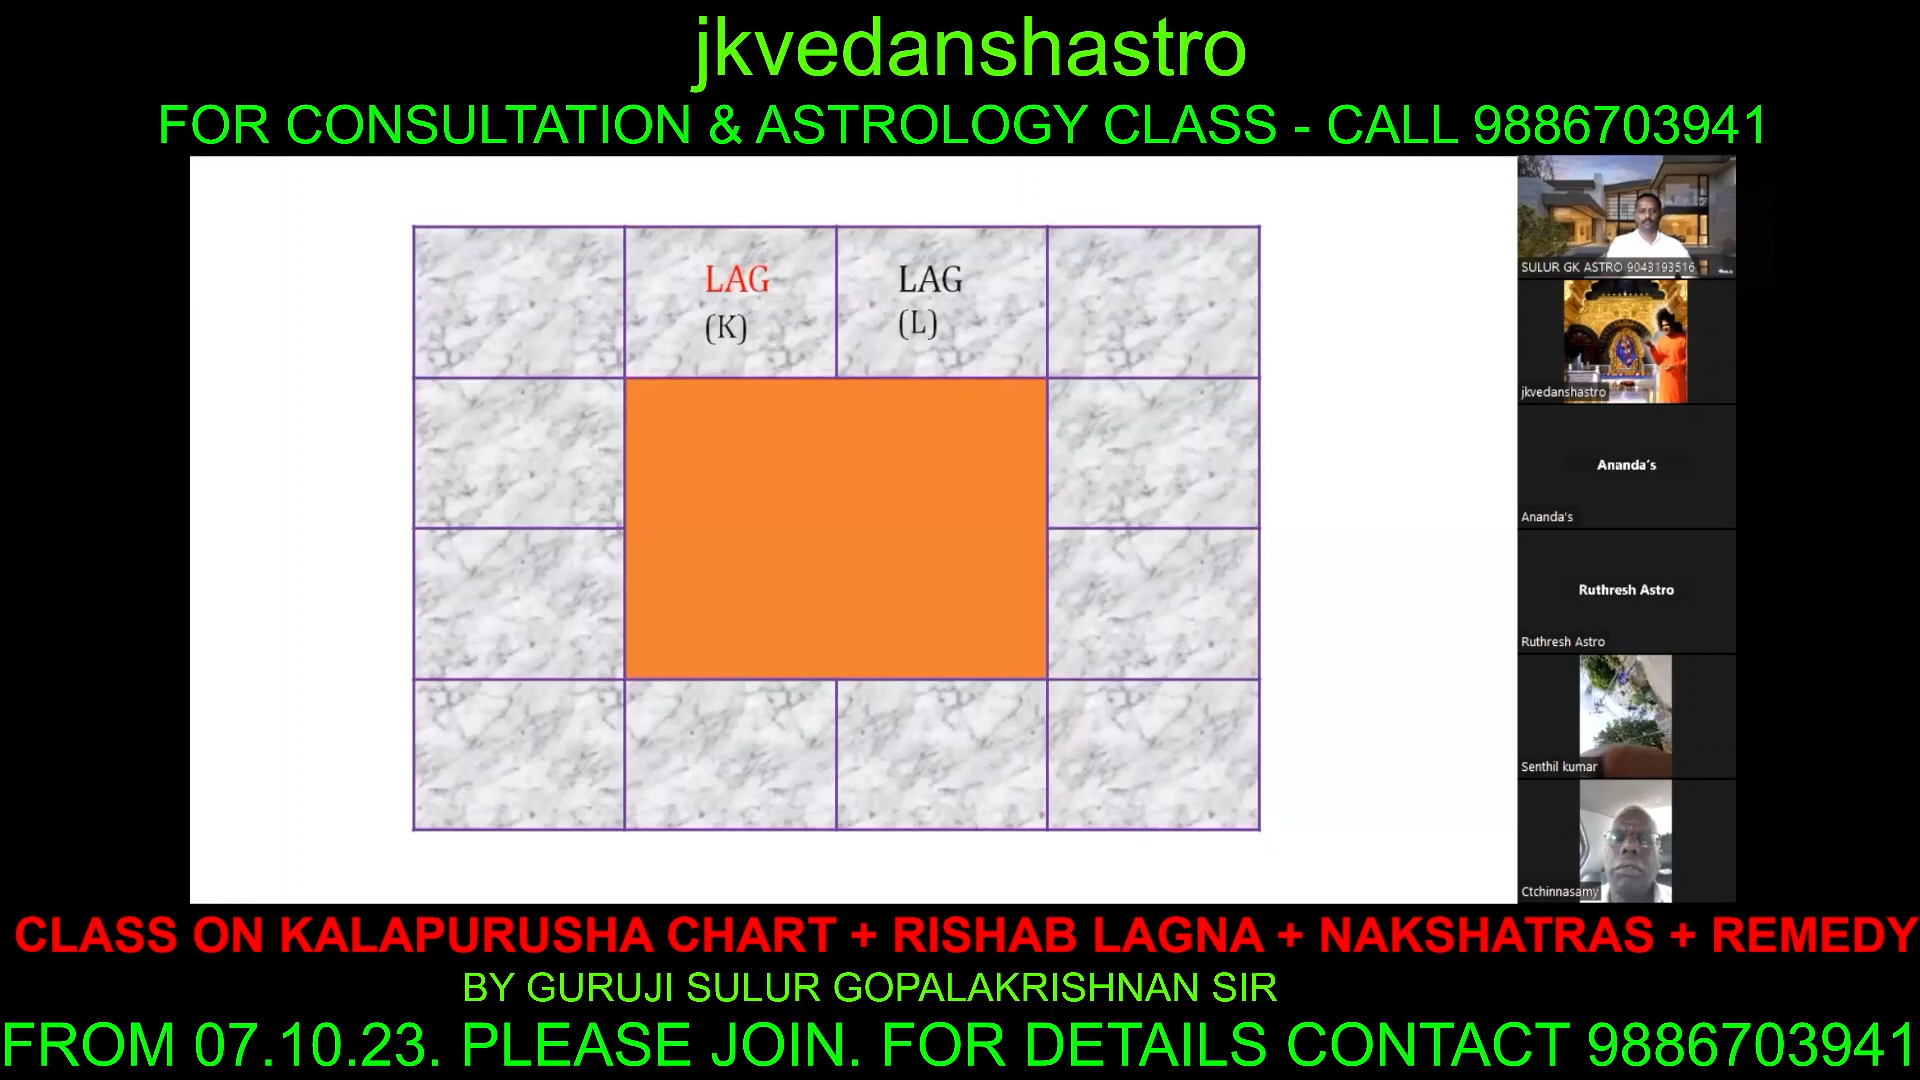 jkvedanshastro
FOR CONSULTATION & ASTROLOGY CLASS - CALL 9886703941
LAG
(K)
LAG
(L)
SULUR GK ASTRO 9043193516
jkvedanshastro
Ananda's
Ananda's
Ruthresh Astro
Ruthresh Astro
Senthil kumar
Ctchinnasamy
CLASS ON KALAPURUSHA CHART + RISHAB LAGNA + NAKSHATRAS + REMEDY
BY GURUJI SULUR GOPALAKRISHNAN SIR
FROM 07.10.23. PLEASE JOIN. FOR DETAILS CONTACT 9886703941